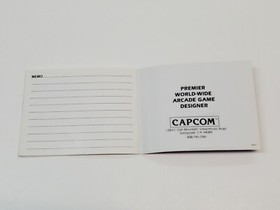 MEMO
PREMIER
WORLD-WIDE
ARCADE GAME
DESIGNER
CAPCOM